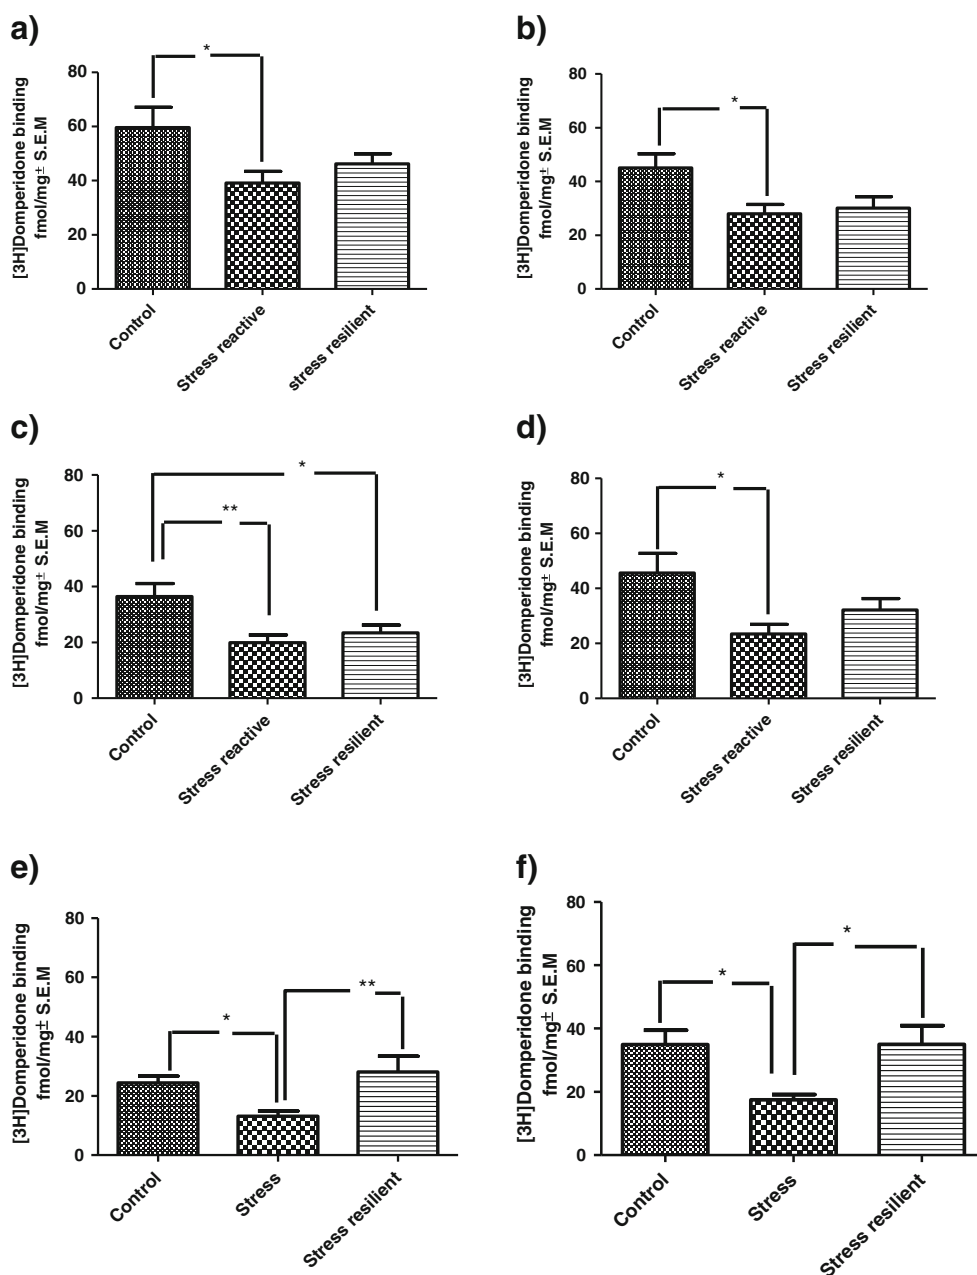 a)
[3H]Domperidone binding
fmol/mg± S.E.M
80
60
40
20
0
*
Control
Stress reactive
stress resilient
b)
[3H]Domperidone binding
fmol/mg± S.E.M
80
60
40
20
0
*
Control
Stress reactive
Stress resilient
c)
[3H]Domperidone binding
fmol/mg± S.E.M
80
60
40
20
0
*
**
Control
Stress reactive
Stress resilient
d)
[3H]Domperidone binding
fmol/mg± S.E.M
80
60
40
20
0
*
Control
Stress reactive
Stress resilient
e)
[3H]Domperidone binding
fmol/mg± S.E.M
80
60
40
20
0
*
**
Control
Stress
Stress resilient
f)
[3H]Domperidone binding
fmol/mg± S.E.M
80
60
40
20
0
*
*
Control
Stress
Stress resilient